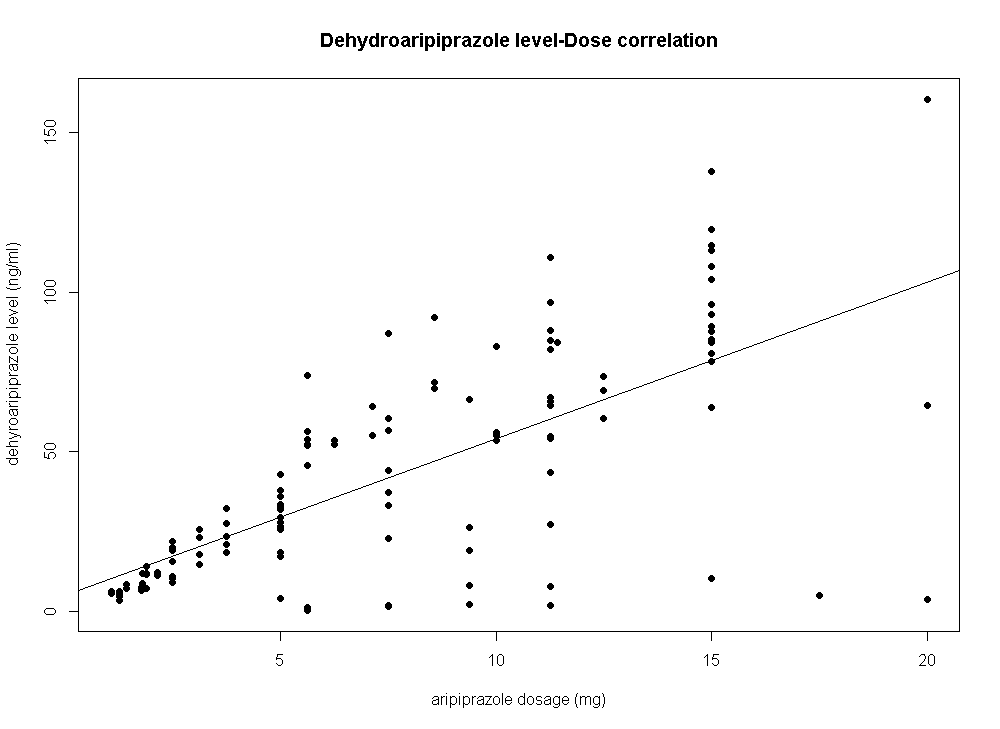 Dehydroaripiprazole level-Dose correlation
dehyroaripiprazole level (ng/ml)
150
100
50
0
5 10 15 20
aripiprazole dosage (mg)